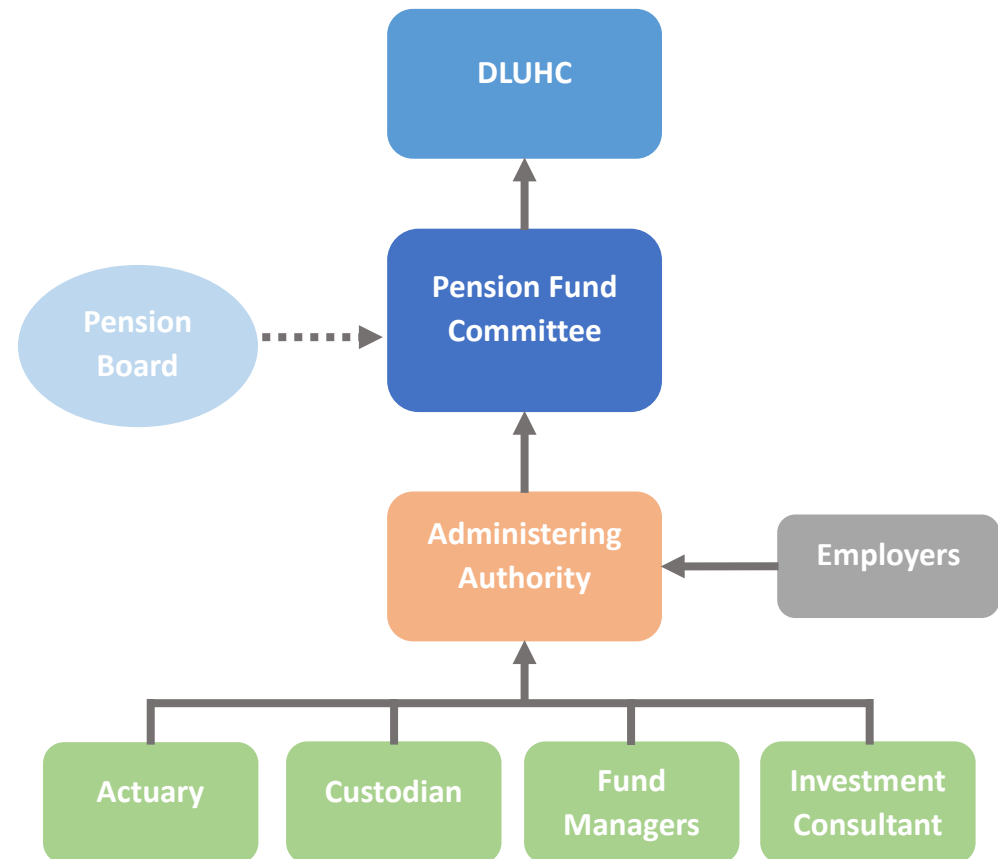 DLUHC
Pension Fund
Committee
Pension
Board
Administering
Authority
Employers
Actuary
Custodian
Fund
Managers
Investment
Consultant